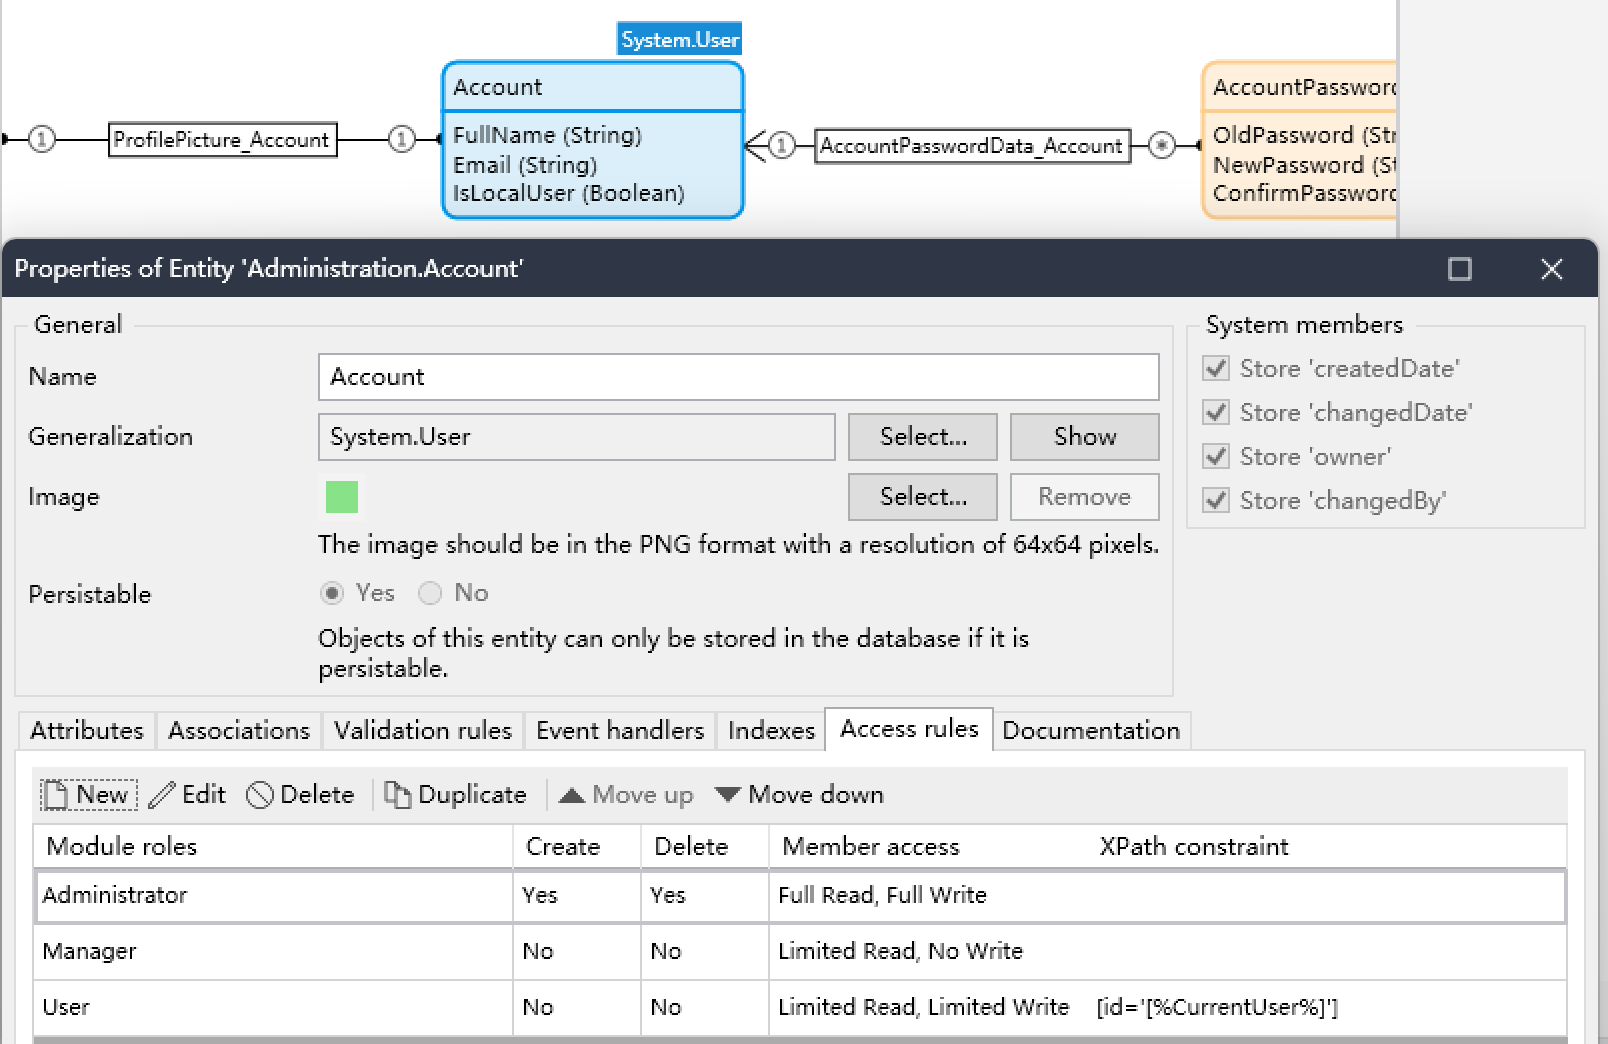 System.User
Account
FullName (String)
Email (String)
IsLocalUser (Boolean)
1
ProfilePicture_Account
1
1
AccountPasswordData_Account
*
AccountPassword
OldPassword (Str
NewPassword (St
ConfirmPassword
Properties of Entity 'Administration.Account'
General
Name
Account
Generalization
System.User
Select...
Show
Image
Select...
Remove
The image should be in the PNG format with a resolution of 64x64 pixels.
Persistable
Yes
No
Objects of this entity can only be stored in the database if it is
persistable.
System members
Store 'createdDate'
Store 'changedDate'
Store 'owner'
Store 'changedBy'
Attributes Associations Validation rules Event handlers Indexes Access rules Documentation
New Edit Delete Duplicate Move up Move down
Module roles Create Delete Member access XPath constraint
Administrator Yes Yes Full Read, Full Write
Manager No No Limited Read, No Write
User No No Limited Read, Limited Write [id='[%CurrentUser%]']